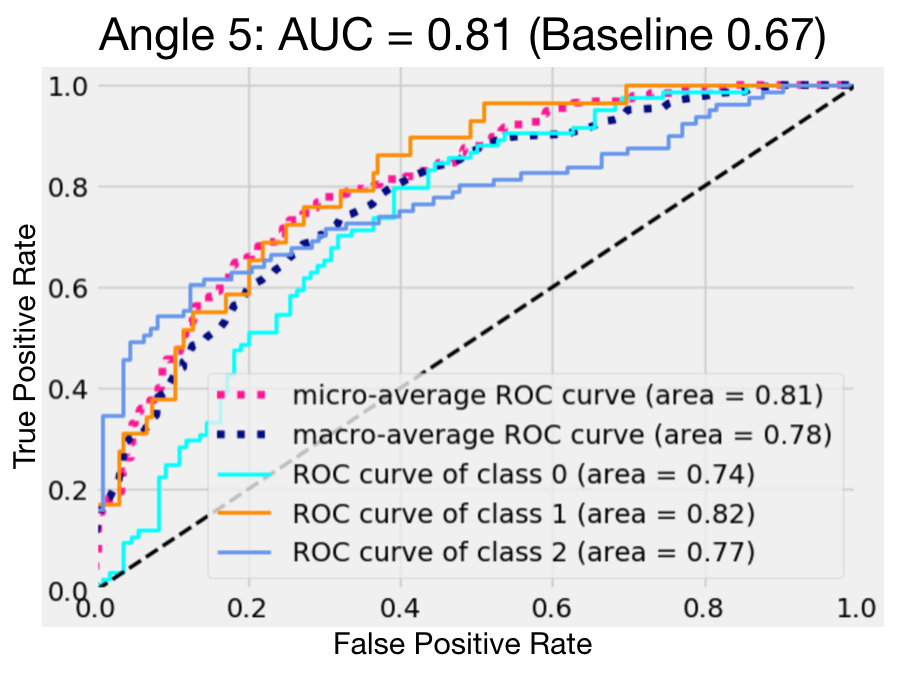 Angle 5: AUC = 0.81 (Baseline 0.67)
1.0
0.8
0.6
0.4
0.2
0.0
True Positive Rate
micro-average ROC curve (area = 0.81)
macro-average ROC curve (area = 0.78)
ROC curve of class 0 (area = 0.74)
ROC curve of class 1 (area = 0.82)
ROC curve of class 2 (area = 0.77)
0.0 0.2 0.4 0.6 0.8 1.0
False Positive Rate